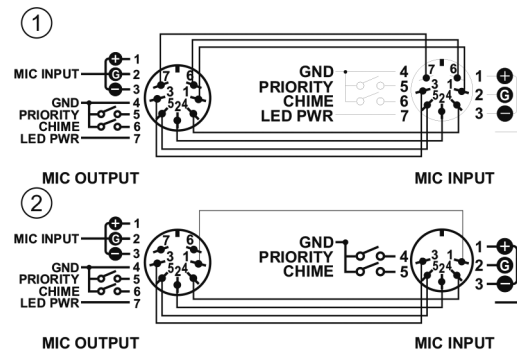 1
+ 1
MIC INPUT G 2
− 3
GND 4
PRIORITY 5
CHIME 6
LED PWR 7
7 6
3 1
5 2 4
GND 4
PRIORITY 5
CHIME 6
LED PWR 7
7 6
3 1
5 2 4
1 +
2 G
3 −
MIC OUTPUT
MIC INPUT
2
+ 1
MIC INPUT G 2
− 3
GND
PRIORITY 5
CHIME 6
LED PWR 7
4
7 6
3 1
5 2 4
GND
PRIORITY 4
CHIME 5
3 1
5 2 4
1 +
2 G
3 −
MIC OUTPUT
MIC INPUT